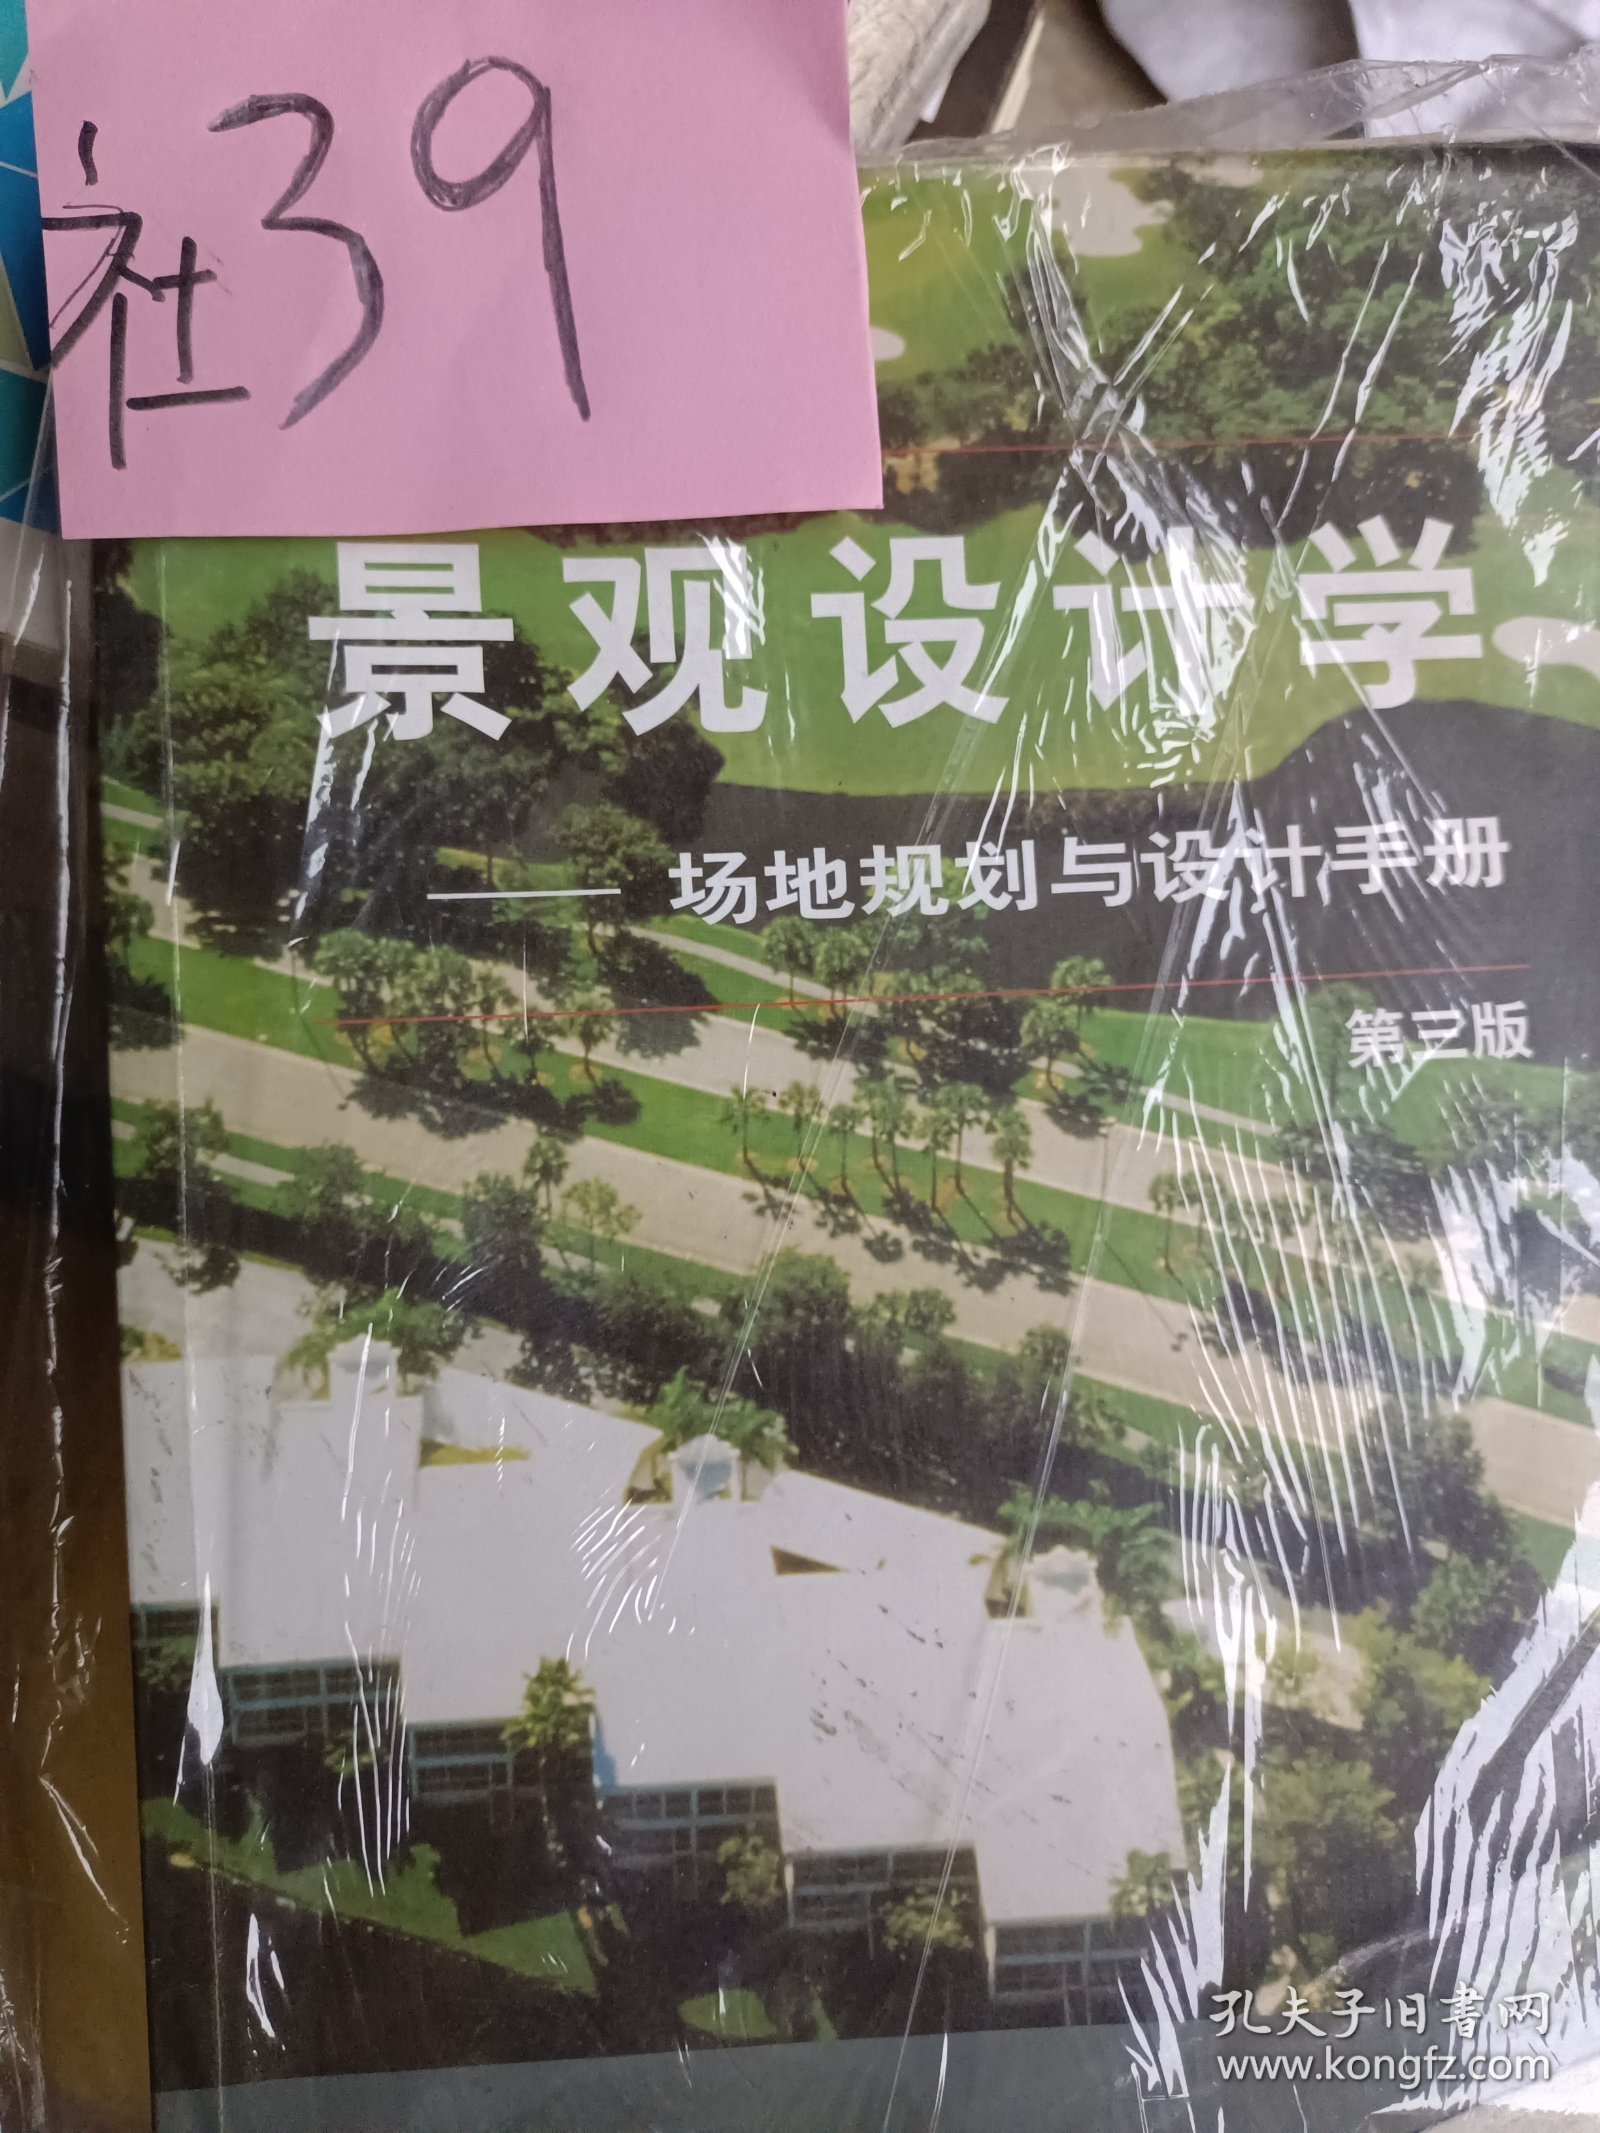 社39
景观设计学
—— 场地规划与设计手册
第三版
孔夫子旧书网
www.kongfz.com